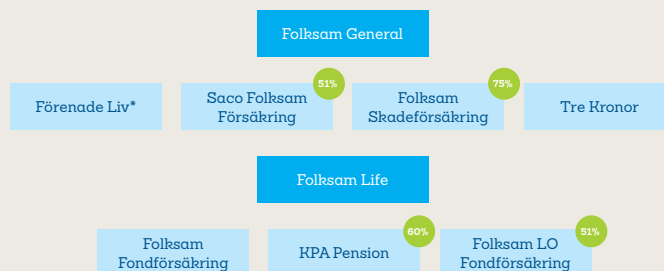 Folksam General
Förenade Liv*
51%
Saco Folksam
Försäkring
75%
Folksam
Skadeförsäkring
Tre Kronor
Folksam Life
Folksam
Fondförsäkring
60%
KPA Pension
51%
Folksam LO
Fondförsäkring